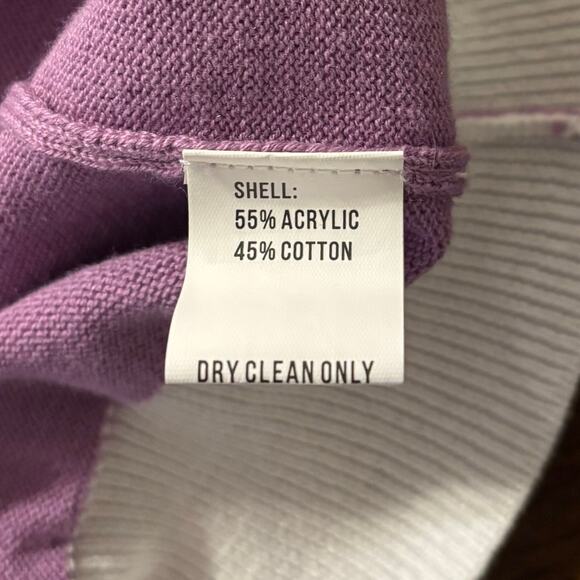 SHELL:
55% ACRYLIC
45% COTTON
DRY CLEAN ONLY